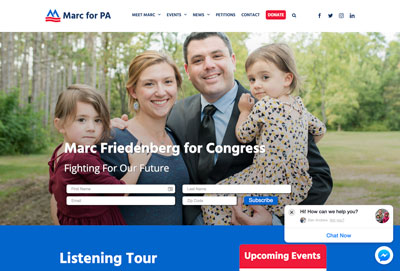 Marc for PA
MEET MARC EVENTS NEWS PETITIONS CONTACT DONATE
Marc Friedenberg for Congress
Fighting For Our Future
First Name Last Name
Email Zip Code Subscribe
Hi! How can we help you?
Chat Now
Listening Tour
Upcoming Events